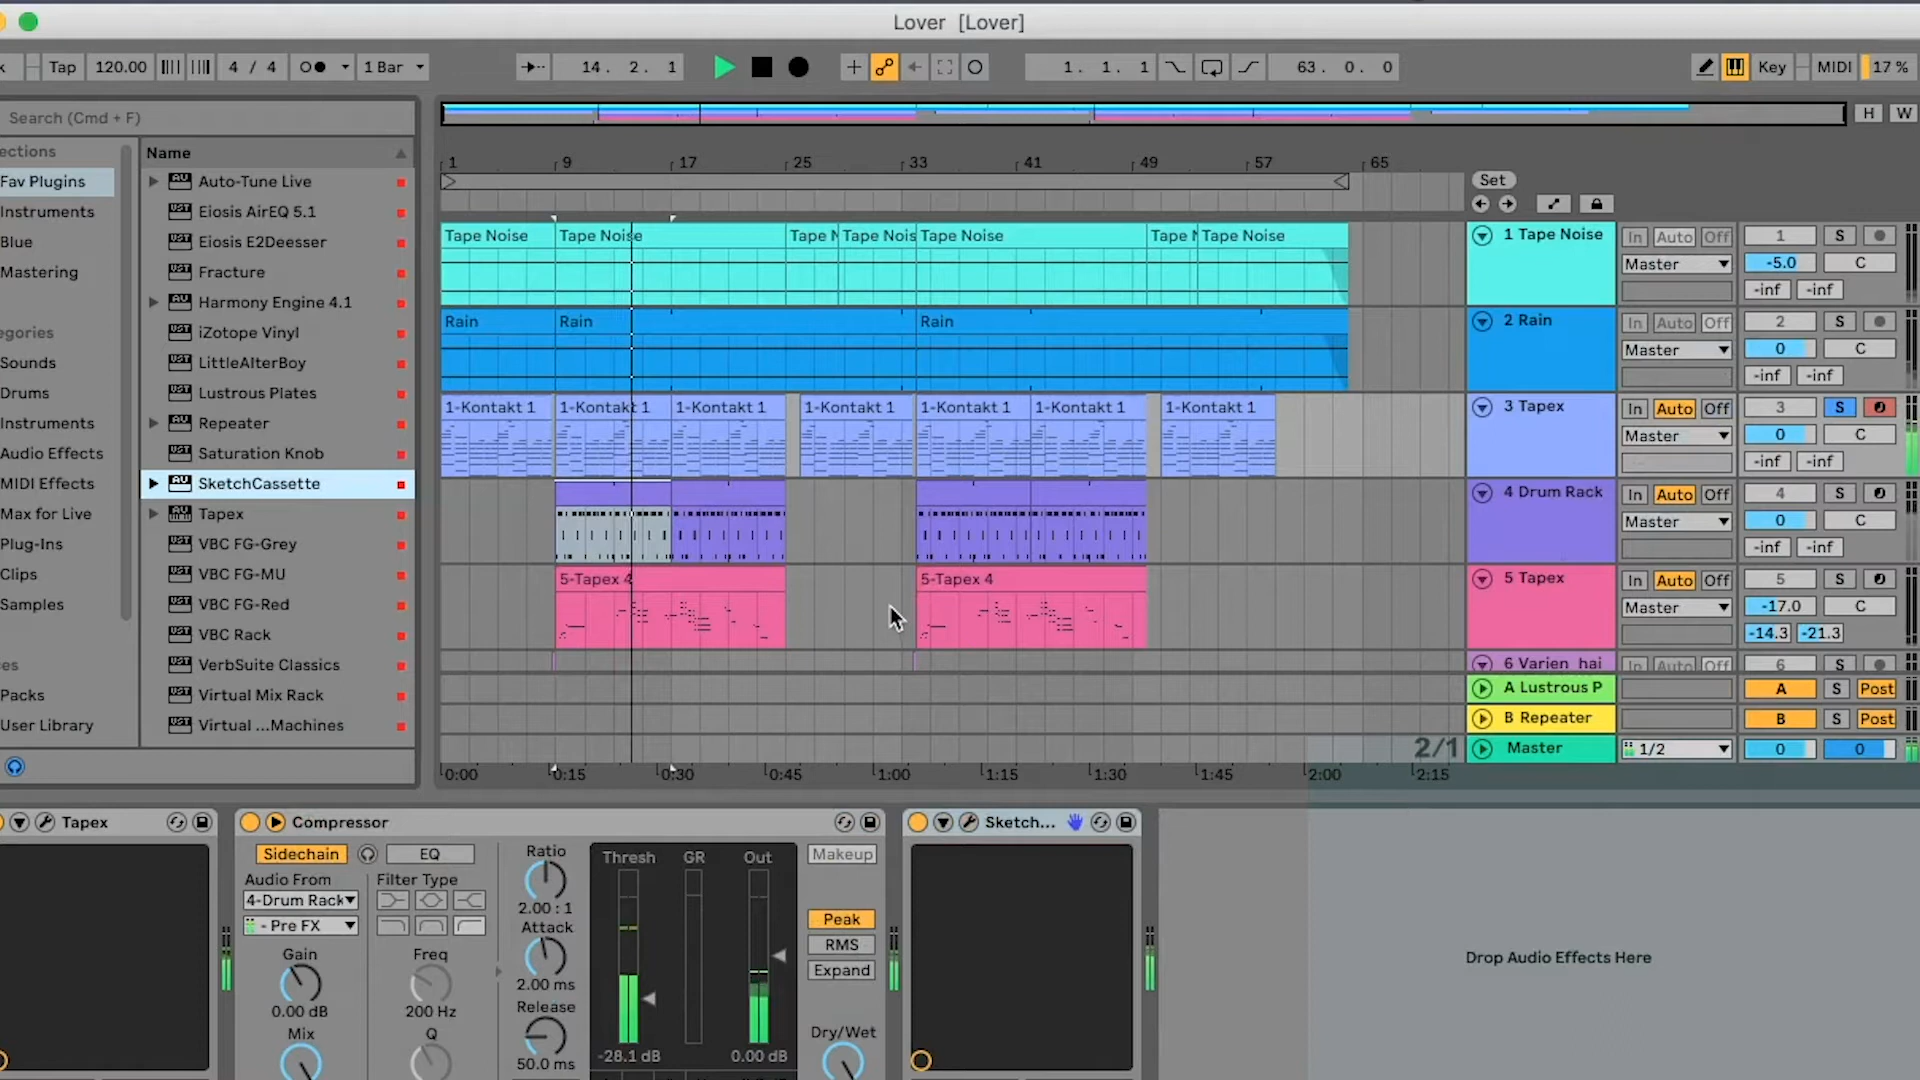 Lover [Lover]
k Tap 120.00 4 / 4 1 Bar 14. 2. 1 1. 1. 1 63. 0. 0 Key MIDI 17 %
Search (Cmd + F)
H W
ections
Fav Plugins
Instruments
Blue
Mastering
egories
Sounds
Drums
Instruments
Audio Effects
MIDI Effects
Max for Live
Plug-Ins
Clips
Samples
es
Packs
User Library
Name
Auto-Tune Live
Eiosis AirEQ 5.1
Eiosis E2Deesser
Fracture
Harmony Engine 4.1
iZotope Vinyl
LittleAlterBoy
Lustrous Plates
Repeater
Saturation Knob
SketchCassette
Tapex
VBC FG-Grey
VBC FG-MU
VBC FG-Red
VBC Rack
VerbSuite Classics
Virtual Mix Rack
Virtual ...Machines
1 9 17 25 33 41 49 57 65
Set
Tape Noise Tape Noise Tape N Tape Nois Tape Noise Tape N Tape Noise
1 Tape Noise In Auto Off 1 S
Master -5.0 C
-inf -inf
Rain Rain Rain
2 Rain In Auto Off 2 S
Master 0 C
-inf -inf
1-Kontakt 1 1-Kontakt 1 1-Kontakt 1 1-Kontakt 1 1-Kontakt 1 1-Kontakt 1 1-Kontakt 1
3 Tapex In Auto Off 3 S
Master 0 C
-inf -inf
4 Drum Rack In Auto Off 4 S
Master 0 C
-inf -inf
5-Tapex 4 5-Tapex 4
5 Tapex In Auto Off 5 S
Master -17.0 C
-14.3 -21.3
6 Varien hai In Auto Off 6 S
A Lustrous P A S Post
B Repeater B S Post
2/1 Master 1/2 0 0
0:00 0:15 0:30 0:45 1:00 1:15 1:30 1:45 2:00 2:15
Tapex
Compressor
Sidechain EQ
Audio From Filter Type
4-Drum Rack
- Pre FX
Gain Freq
0.00 dB 200 Hz
Mix Q
Ratio
2.00 : 1
Attack
2.00 ms
Release
50.0 ms
Thresh GR Out
-28.1 dB 0.00 dB
Makeup
Peak
RMS
Expand
Dry/Wet
Sketch...
Drop Audio Effects Here